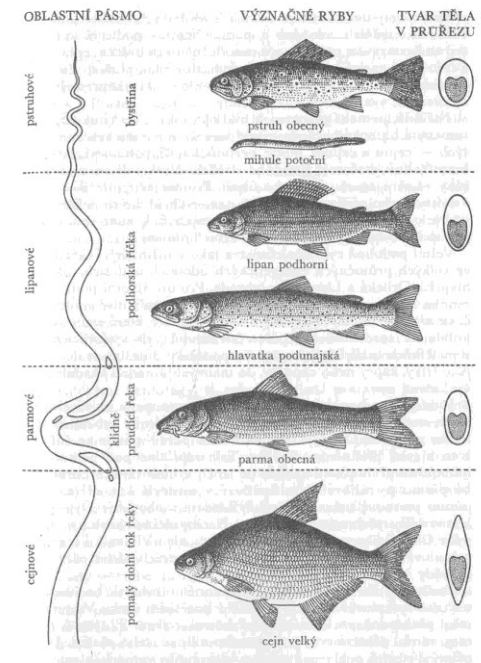 OBLASTNÍ PÁSMO
VÝZNAČNÉ RYBY
TVAR TĚLA
V PRUŘEZU
pstruhové
bystřina
pstruh obecný
mihule potoční
lipanové
podhorská říčka
lipan podhorní
hlavatka podunajská
parmové
klidně
proudící řeka
parma obecná
cejnové
pomalý dolní tok řeky
cejn velký